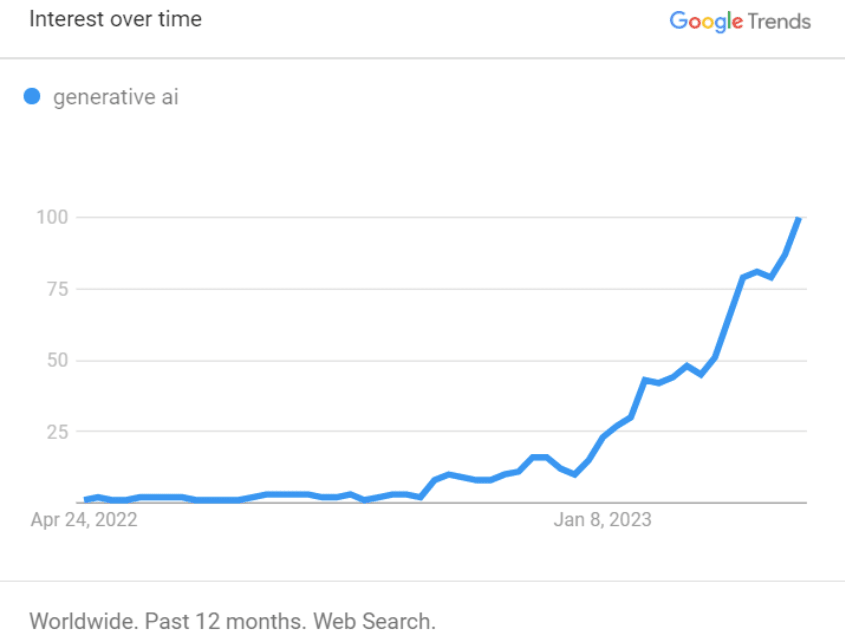 Interest over time
Google Trends
generative ai
100
75
50
25
Apr 24, 2022
Jan 8, 2023
Worldwide. Past 12 months. Web Search.